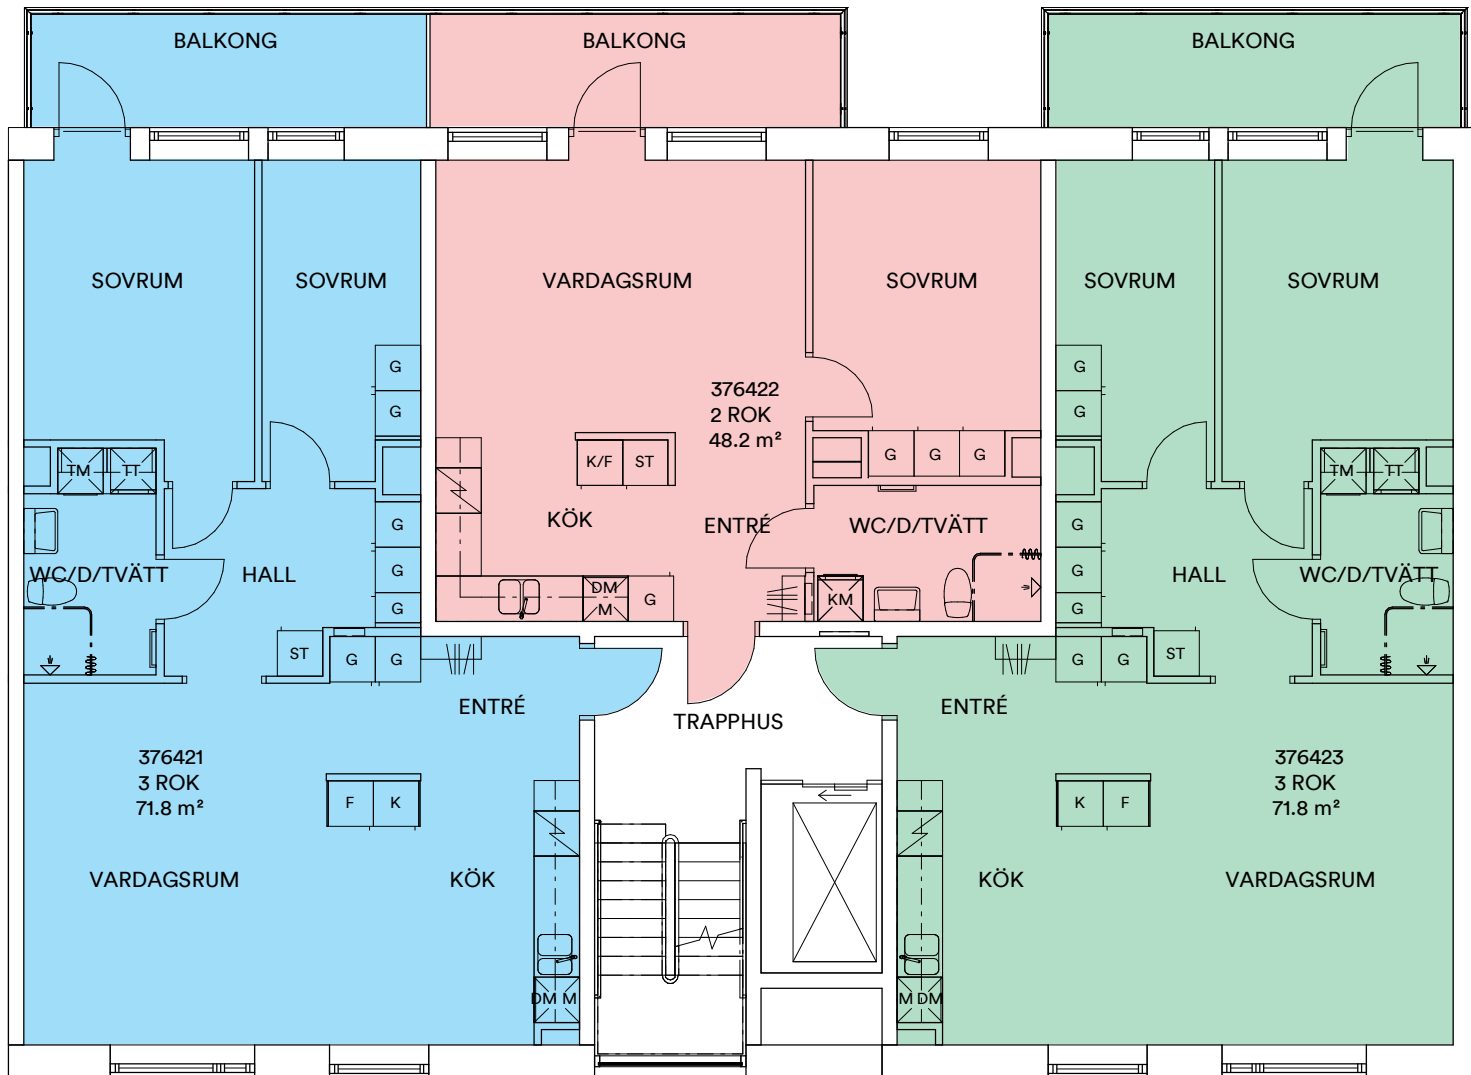 BALKONG
BALKONG
BALKONG
SOVRUM
SOVRUM
VARDAGSRUM
SOVRUM
SOVRUM
SOVRUM
G
G
G
G
376422
2 ROK
48.2 m²
TM
TT
K/F
ST
G
G
G
TM
TT
G
KÖK
ENTRÉ
WC/D/TVÄTT
G
WC/D/TVÄTT
HALL
G
G
HALL
WC/D/TVÄTT
G
DM
M
G
KM
G
ST
G
G
G
G
ST
ENTRÉ
TRAPPHUS
ENTRÉ
376421
3 ROK
71.8 m²
376423
3 ROK
71.8 m²
F
K
K
F
VARDAGSRUM
KÖK
KÖK
VARDAGSRUM
DM M
M DM